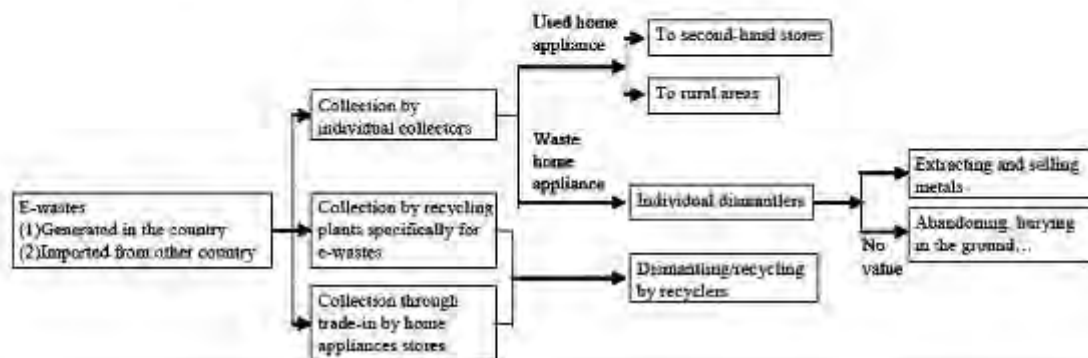 Used home
appliance
To second-hand stores
To rural areas
Collection by
individual collectors
Waste
home
appliance
Extracting and selling
metals
E-wastes
(1)Generated in the country
(2)Imported from other country
Collection by recycling
plants specifically for
e-wastes
Individual dismantlers
Abandoning, burying
in the ground...
No
value
Dismantling/recycling
by recyclers
Collection through
trade-in by home
appliances stores